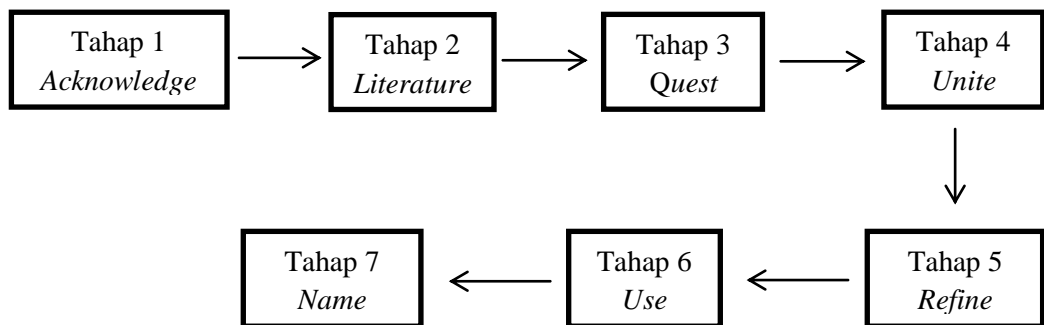 Tahap 1
Acknowledge
Tahap 2
Literature
Tahap 3
Quest
Tahap 4
Unite
Tahap 5
Refine
Tahap 6
Use
Tahap 7
Name